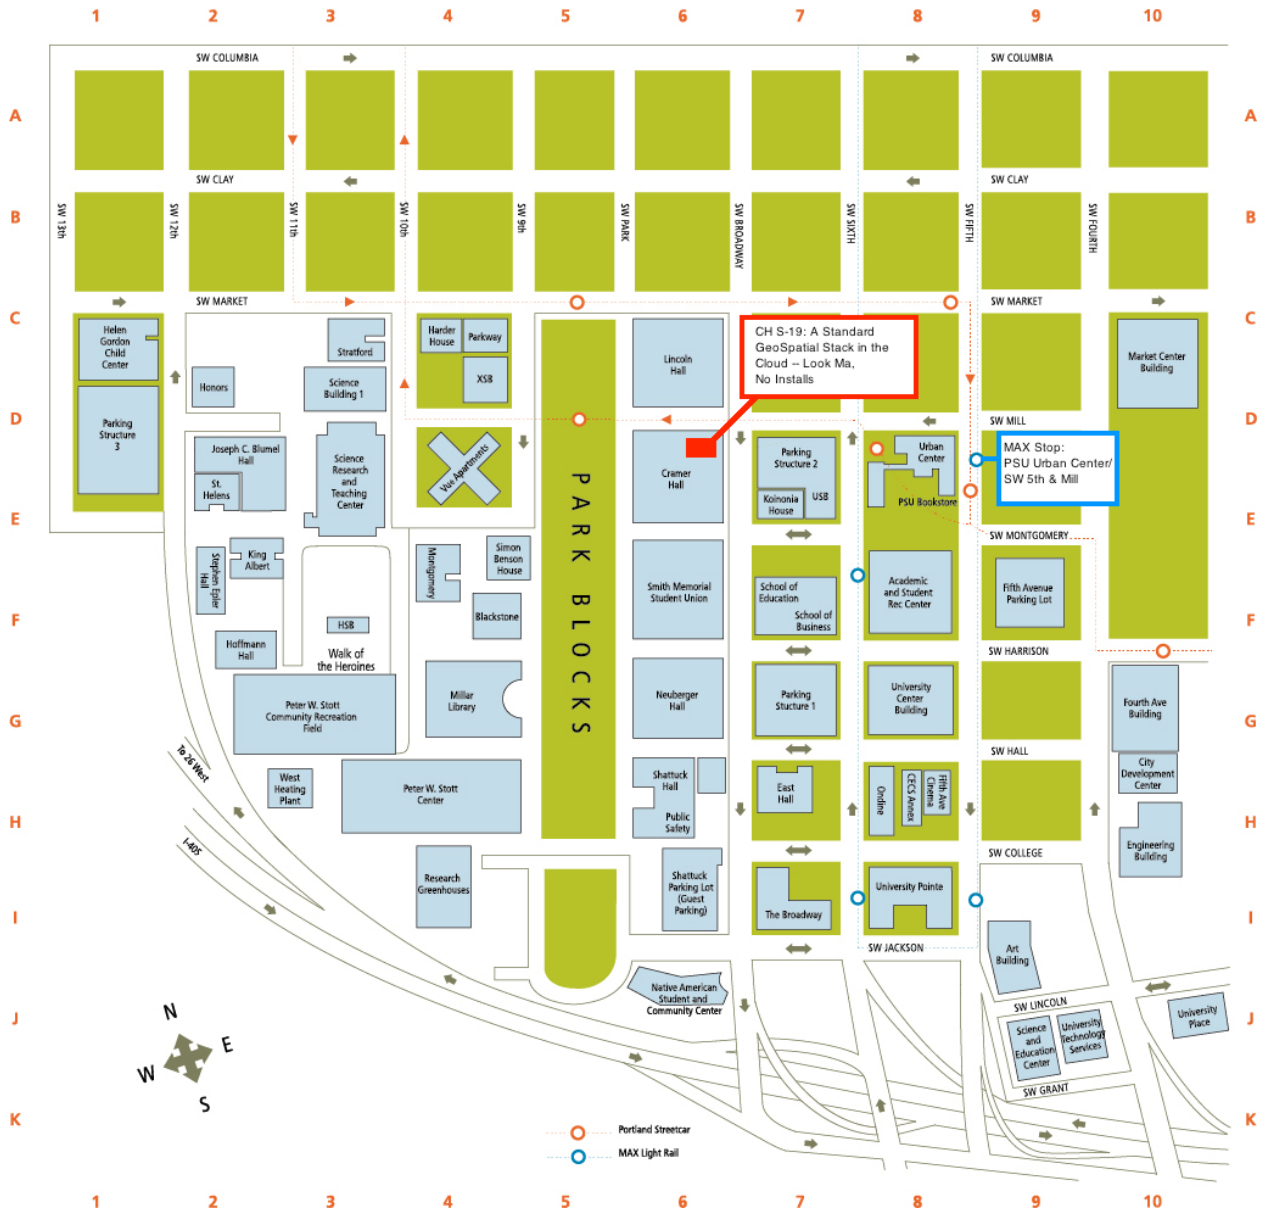 1 2 3 4 5 6 7 8 9 10
SW COLUMBIA SW COLUMBIA
A A
SW CLAY SW CLAY
B B
SW 13th
SW 12th
SW 11th
SW 10th
SW 9th
SW PARK
SW BROADWAY
SW SIXTH
SW FIFTH
SW FOURTH
SW MARKET SW MARKET
C C
Helen
Gordon
Child
Center
Stratford
Harder
House
Parkway
XSB
Lincoln
Hall
CH S-19: A Standard
GeoSpatial Stack in the
Cloud -- Look Ma,
No Installs
Market Center
Building
Honors
Science
Building 1
D D
SW MILL
Parking
Structure
3
Joseph C. Blumel
Hall
St.
Helens
Science
Research
and
Teaching
Center
Vue Apartments
PARK BLOCKS
Cramer
Hall
Parking
Structure 2
Koinonia
House
USB
Urban
Center
PSU Bookstore
MAX Stop:
PSU Urban Center/
SW 5th & Mill
E E
SW MONTGOMERY
Stephen Epler
Hall
King
Albert
Montgomery
Simon
Benson
House
Blackstone
Smith Memorial
Student Union
School of
Education
School of
Business
Academic
and Student
Rec Center
Fifth Avenue
Parking Lot
F F
HSB
Hoffmann
Hall
Walk of
the Heroines
SW HARRISON
Peter W. Stott
Community Recreation
Field
Millar
Library
Neuberger
Hall
Parking
Stucture 1
University
Center
Building
Fourth Ave
Building
G G
SW HALL
To 26 West
West
Heating
Plant
Peter W. Stott
Center
Shattuck
Hall
Public
Safety
East
Hall
Ondine
CECS Annex
Fifth Ave
Cinema
City
Development
Center
H H
I-405
SW COLLEGE
Engineering
Building
Research
Greenhouses
Shattuck
Parking Lot
(Guest
Parking)
The Broadway
University Pointe
I I
SW JACKSON
Art
Building
Native American
Student and
Community Center
SW LINCOLN
Science
and
Education
Center
University
Technology
Services
University
Place
J J
N
E
W
S
SW GRANT
K K
Portland Streetcar
MAX Light Rail
1 2 3 4 5 6 7 8 9 10